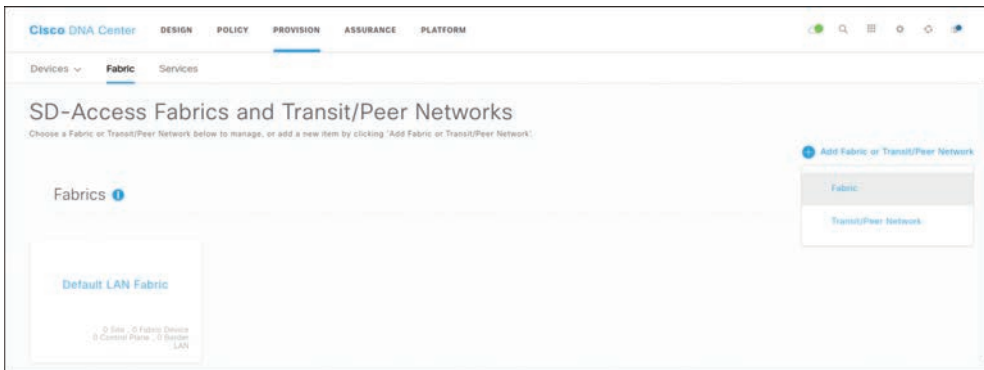 Cisco DNA Center DESIGN POLICY PROVISION ASSURANCE PLATFORM
Devices Fabric Services
SD-Access Fabrics and Transit/Peer Networks
Choose a Fabric or Transit/Peer Network below to manage, or add a new item by clicking 'Add Fabric or Transit/Peer Network'.
Add Fabric or Transit/Peer Network
Fabric
Transit/Peer Network
Fabrics
Default LAN Fabric
0 Site , 0 Fabric Device
0 Control Plane , 0 Border
LAN